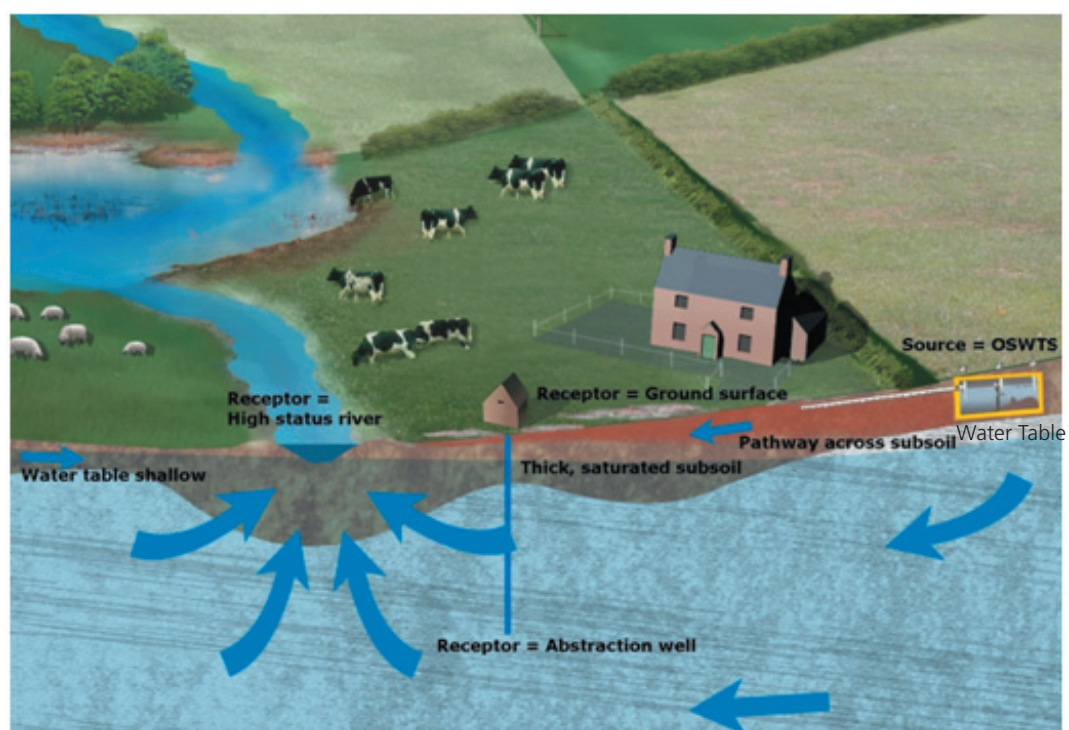 Source = OSWTS
Receptor =
High status river
Receptor = Ground surface
Water Table
Pathway across subsoil
Water table shallow
Thick, saturated subsoil
Receptor = Abstraction well